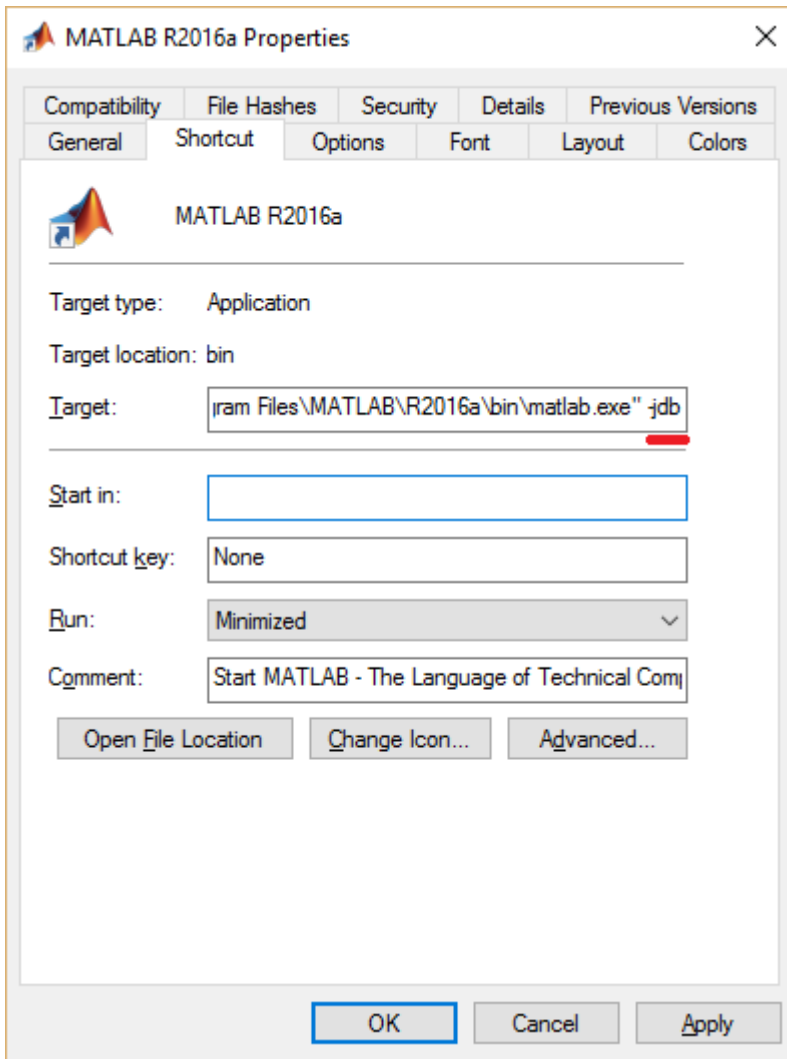 MATLAB R2016a Properties
Compatibility File Hashes Security Details Previous Versions
General Shortcut Options Font Layout Colors
MATLAB R2016a
Target type: Application
Target location: bin
Target: ram Files\MATLAB\R2016a\bin\matlab.exe" -jdb
Start in:
Shortcut key: None
Run: Minimized
Comment: Start MATLAB - The Language of Technical Com
Open File Location Change Icon... Advanced...
OK Cancel Apply